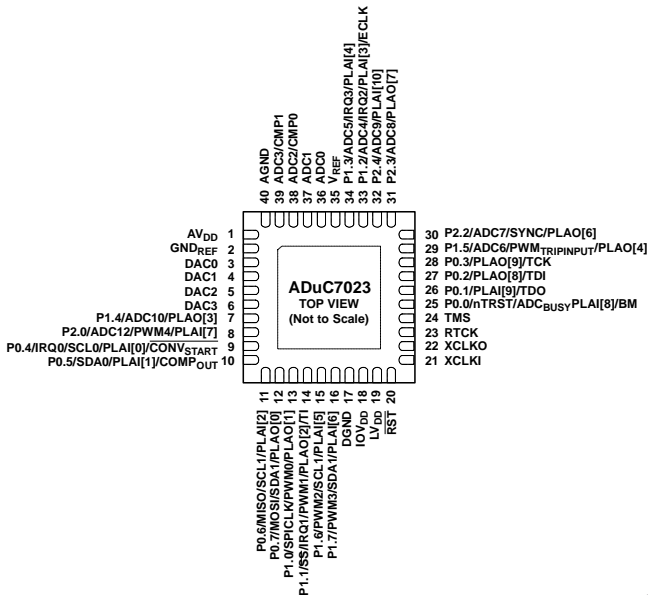 40 AGND
39 ADC3/CMP1
38 ADC2/CMP0
37 ADC1
36 ADC0
35 VREF
34 P1.3/ADC5/IRQ3/PLAI[4]
33 P1.2/ADC4/IRQ2/PLAI[3]/ECLK
32 P2.4/ADC9/PLAI[10]
31 P2.3/ADC8/PLAO[7]
AVDD 1
GNDREF 2
DAC0 3
DAC1 4
DAC2 5
DAC3 6
P1.4/ADC10/PLAO[3] 7
P2.0/ADC12/PWM4/PLAI[7] 8
P0.4/IRQ0/SCL0/PLAI[0]/CONVSTART 9
P0.5/SDA0/PLAI[1]/COMPOUT 10
ADuC7023
TOP VIEW
(Not to Scale)
30 P2.2/ADC7/SYNC/PLAO[6]
29 P1.5/ADC6/PWMTRIPINPUT/PLAO[4]
28 P0.3/PLAO[9]/TCK
27 P0.2/PLAO[8]/TDI
26 P0.1/PLAI[9]/TDO
25 P0.0/nTRST/ADCBUSYPLAI[8]/BM
24 TMS
23 RTCK
22 XCLKO
21 XCLKI
P0.6/MISO/SCL1/PLAI[2] 11
P0.7/MOSI/SDA1/PLAO[0] 12
P1.0/SPICLK/PWM0/PLAO[1] 13
P1.1/SS/IRQ1/PWM1/PLAO[2]/TI 14
P1.6/PWM2/SCL1/PLAI[5] 15
P1.7/PWM3/SDA1/PLAI[6] 16
DGND 17
IOVDD 18
LVDD 19
RST 20